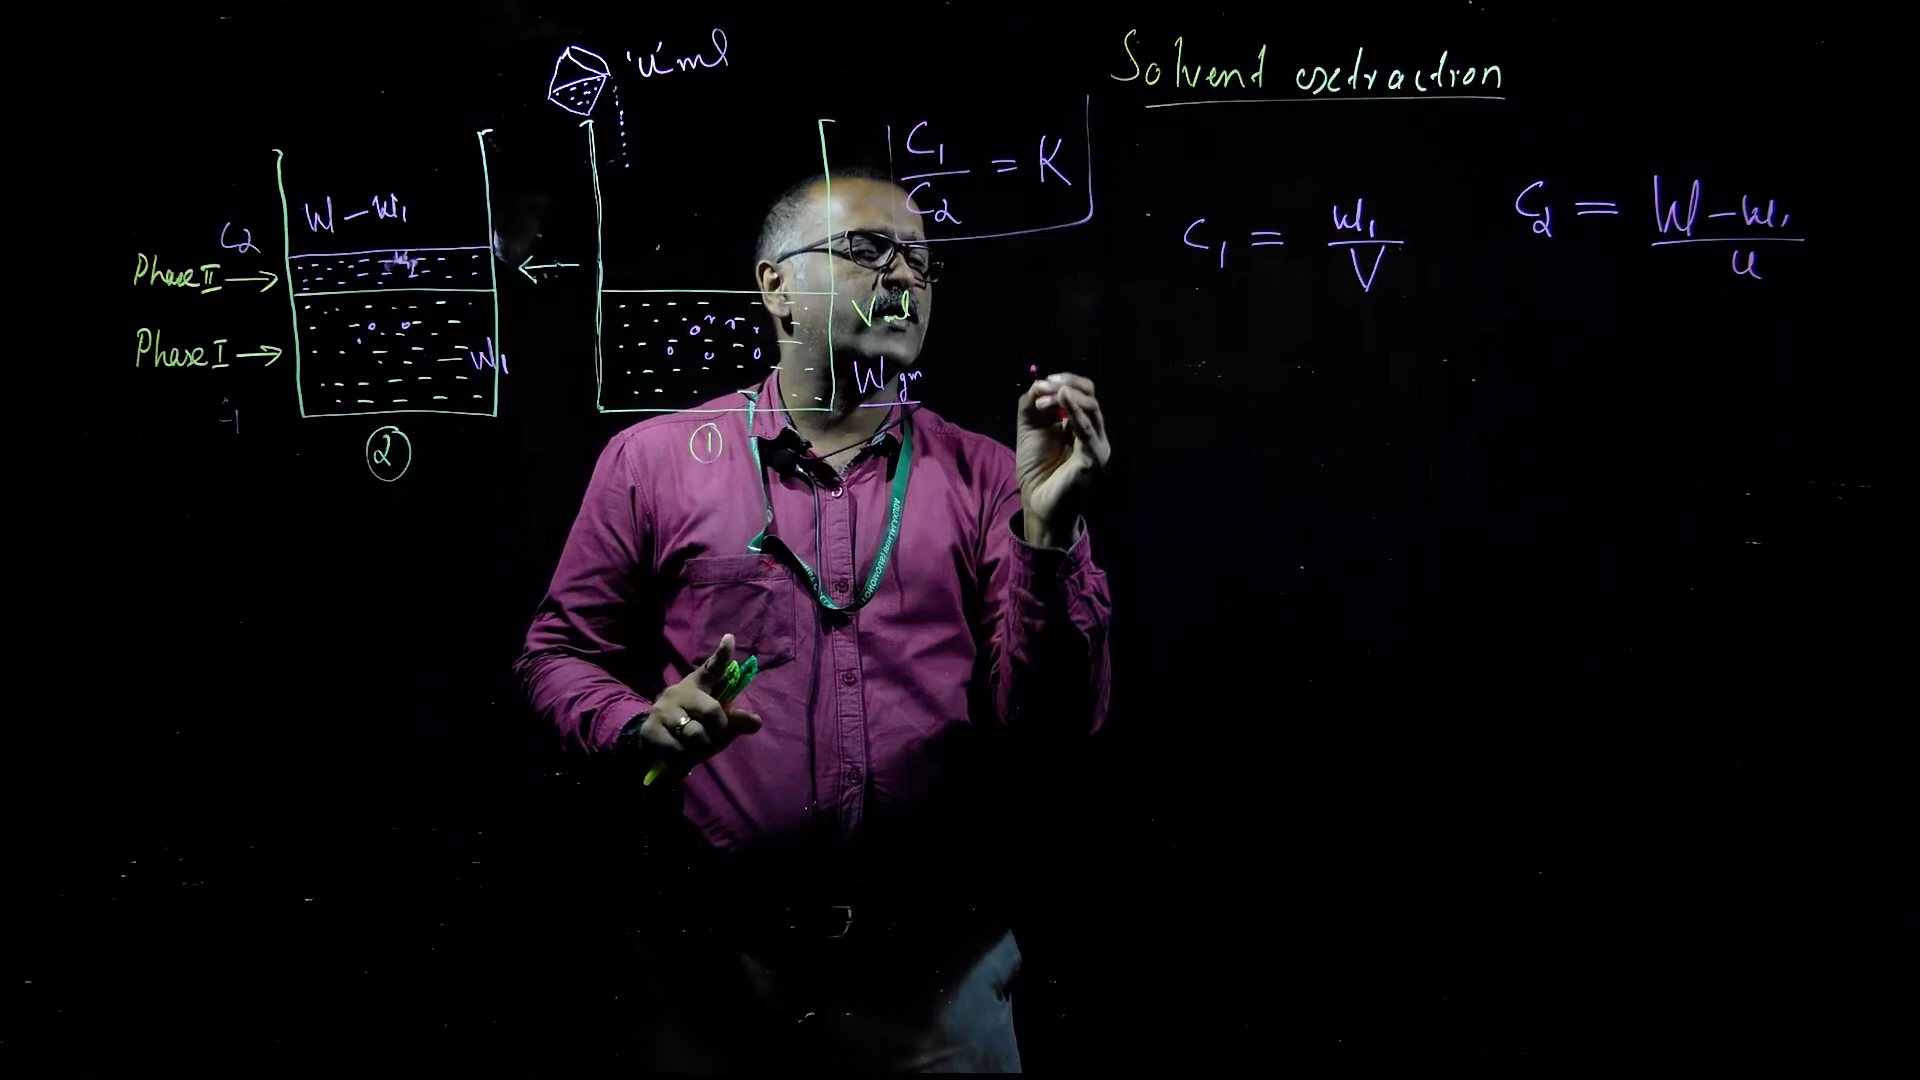 Solvent extraction
'u' ml
C1/C2 = K
C1 = w1/V
C2 = W - w1/u
W - w1
C2
Phase II →
Phase I →
w1
V ml
W gm
②
①